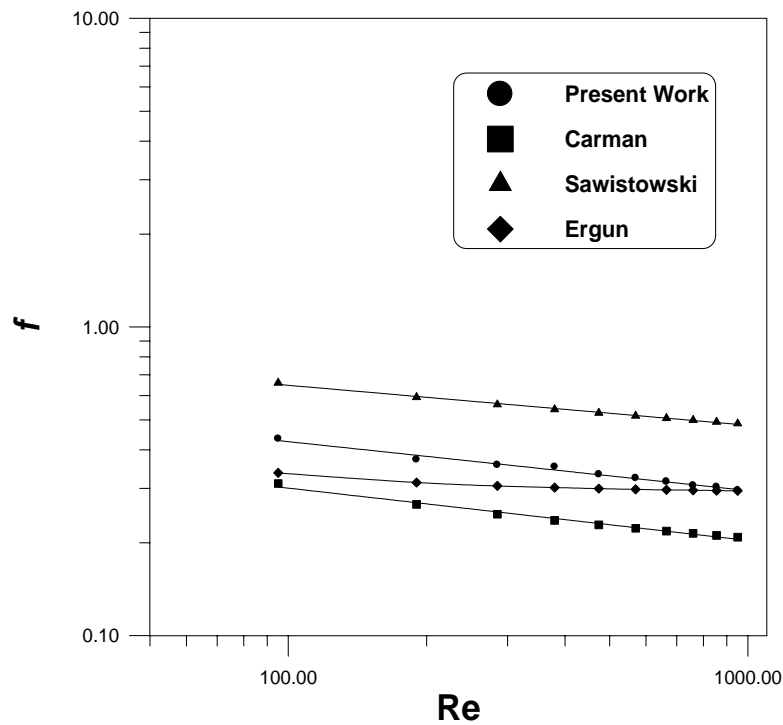 10.00
Present Work
Carman
Sawistowski
Ergun
f
1.00
0.10
100.00
1000.00
Re